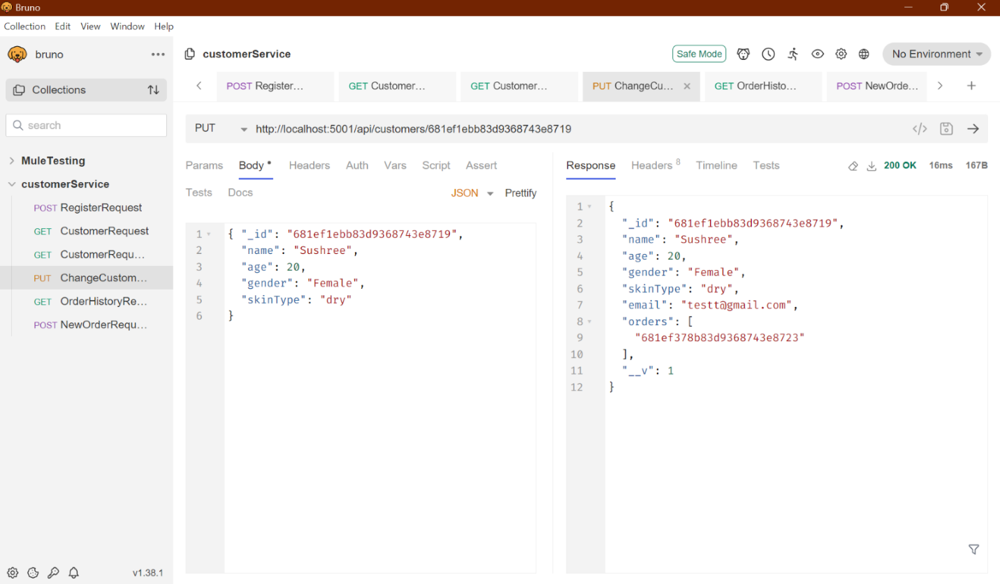 Bruno
Collection Edit View Window Help
bruno
customerService
Safe Mode
No Environment
Collections
POST Register...
GET Customer...
GET Customer...
PUT ChangeCu...
GET OrderHisto...
POST NewOrde...
search
PUT http://localhost:5001/api/customers/681ef1ebb83d9368743e8719
MuleTesting
customerService
POST RegisterRequest
GET CustomerRequest
GET CustomerRequ...
PUT ChangeCustom...
GET OrderHistoryRe...
POST NewOrderRequ...
Params Body Headers Auth Vars Script Assert
Tests Docs
JSON Prettify
1 { "_id": "681ef1ebb83d9368743e8719",
2 "name": "Sushree",
3 "age": 20,
4 "gender": "Female",
5 "skinType": "dry"
6 }
Response Headers 8 Timeline Tests
200 OK 16ms 167B
1 {
2 "_id": "681ef1ebb83d9368743e8719",
3 "name": "Sushree",
4 "age": 20,
5 "gender": "Female",
6 "skinType": "dry",
7 "email": "testt@gmail.com",
8 "orders": [
9 "681ef378b83d9368743e8723"
10 ],
11 "__v": 1
12 }
v1.38.1